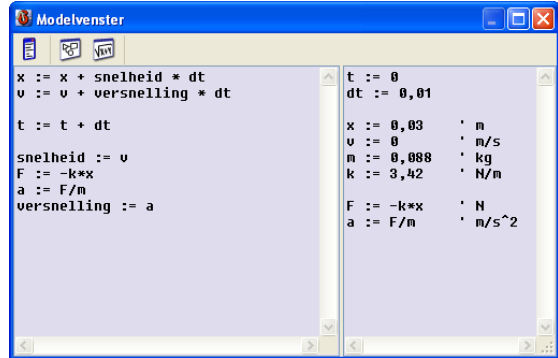 Modelvenster
x := x + snelheid * dt
v := v + versnelling * dt
t := t + dt
snelheid := v
F := -k*x
a := F/m
versnelling := a
t := 0
dt := 0,01
x := 0,03 ' m
v := 0 ' m/s
m := 0,088 ' kg
k := 3,42 ' N/m
F := -k*x ' N
a := F/m ' m/s^2